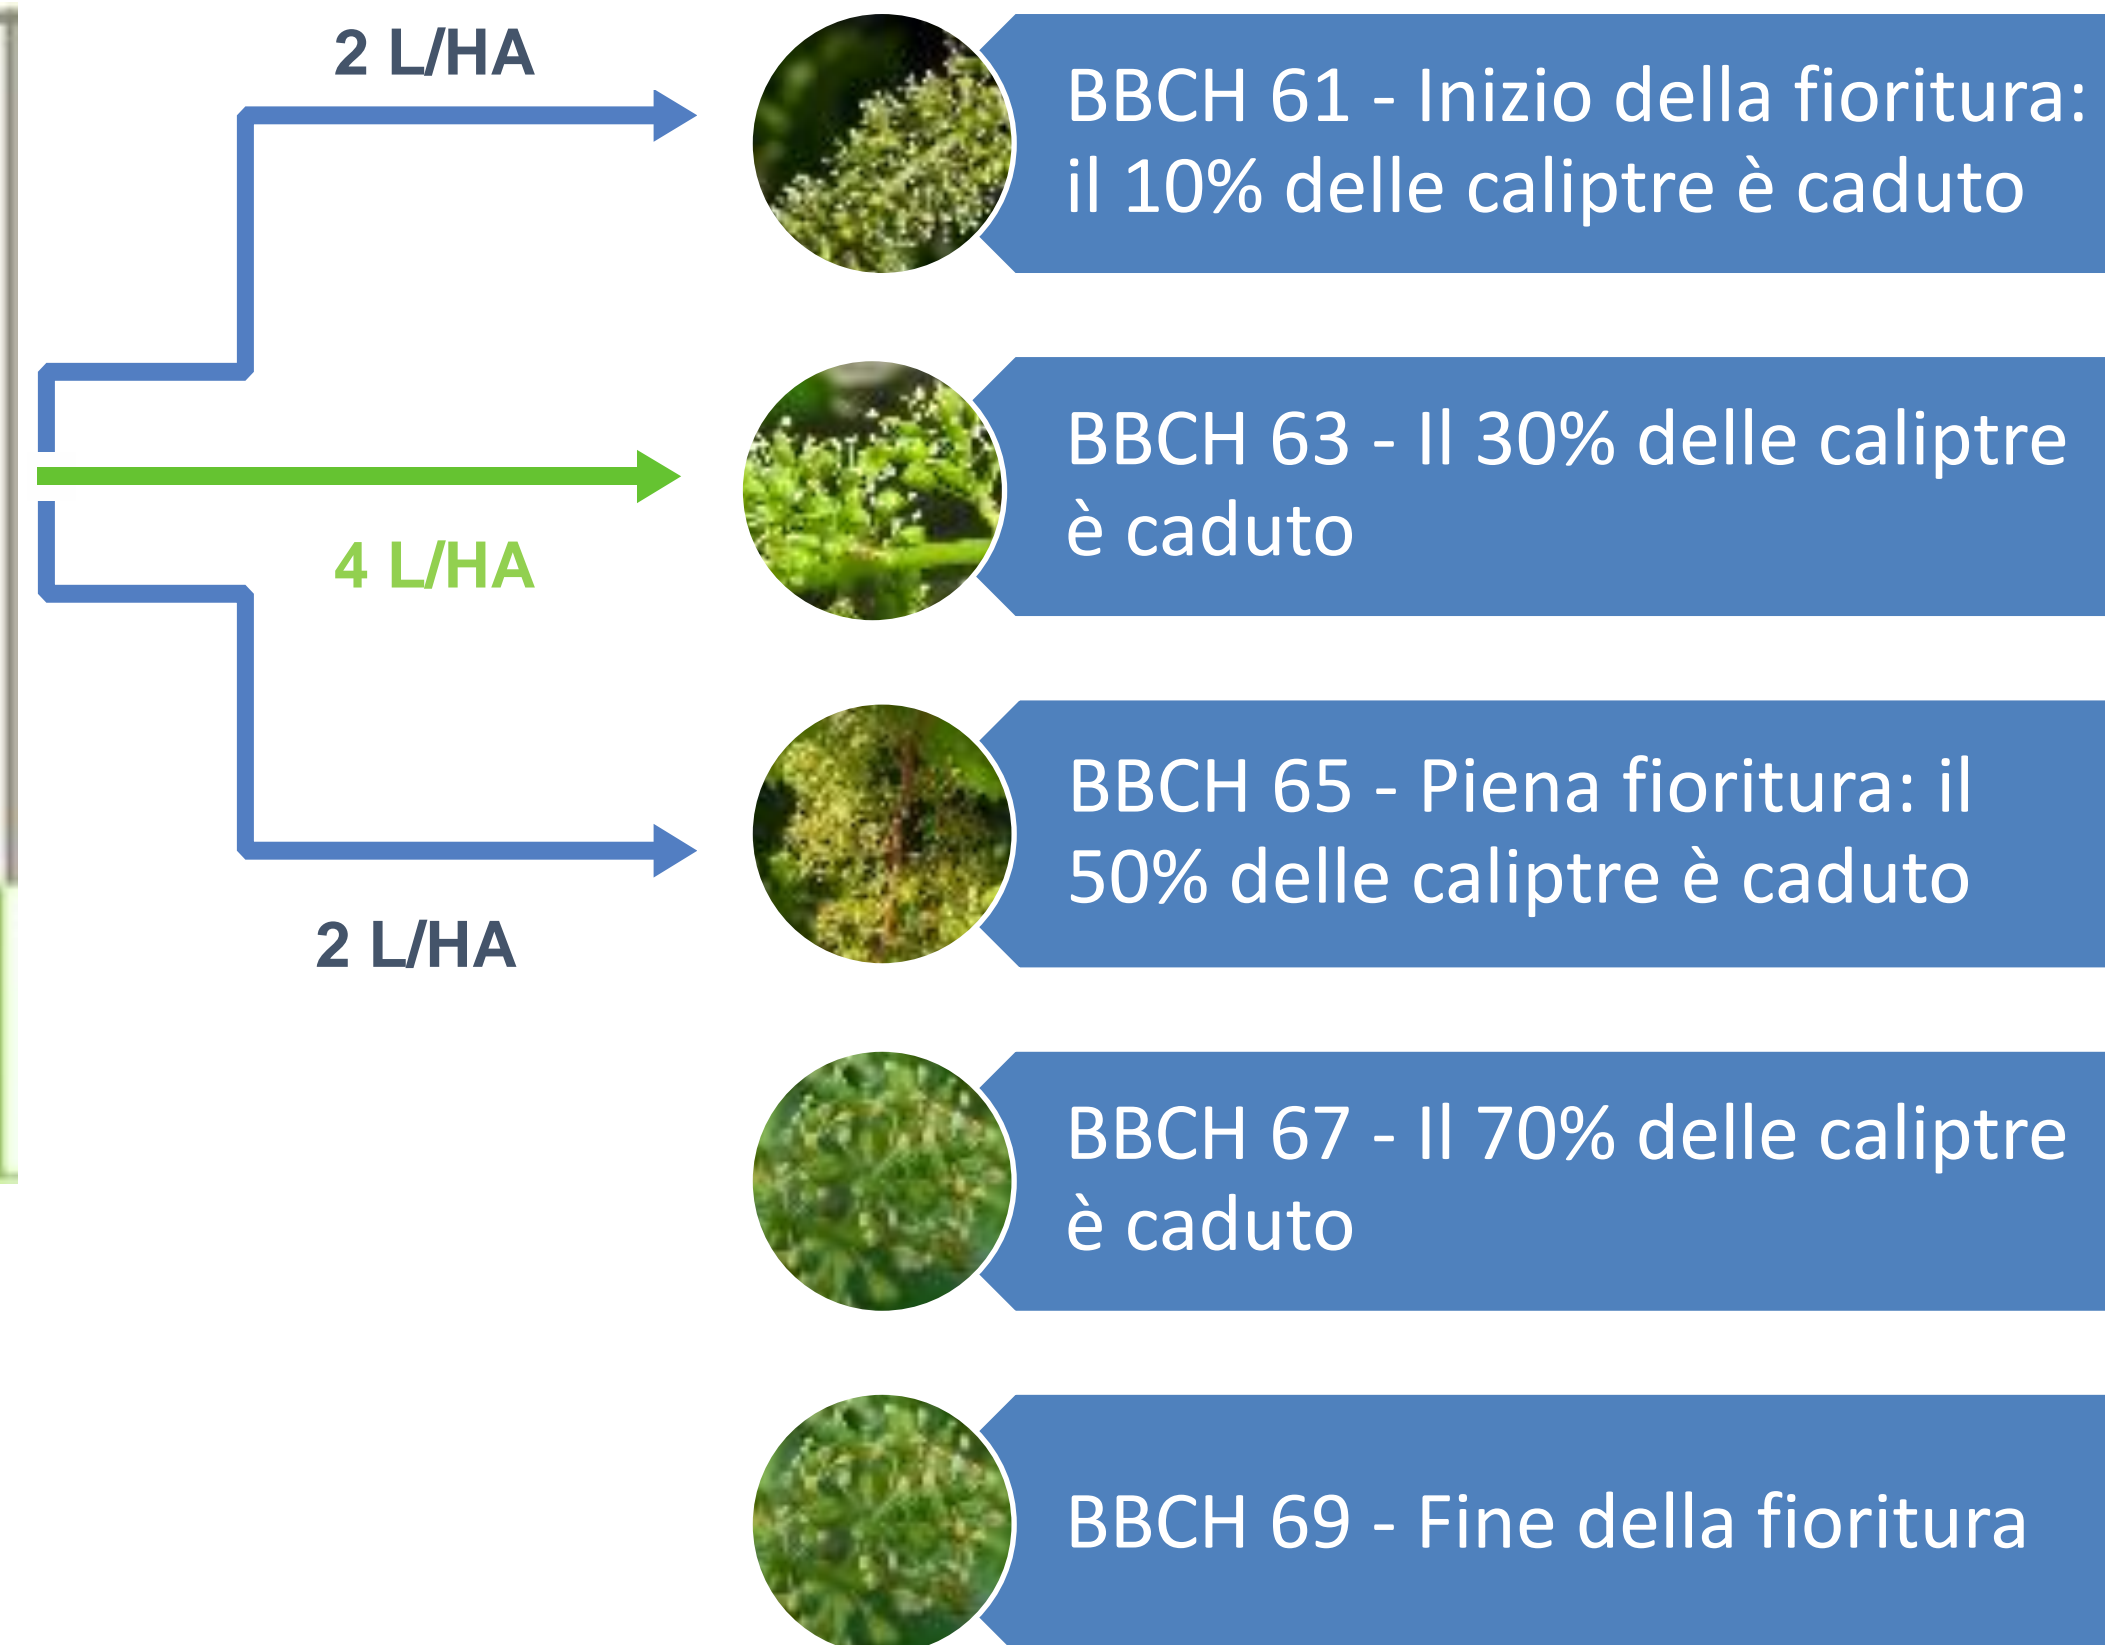 2 L/HA
BBCH 61 - Inizio della fioritura:
il 10% delle caliptre è caduto
BBCH 63 - Il 30% delle caliptre
è caduto
4 L/HA
BBCH 65 - Piena fioritura: il
50% delle caliptre è caduto
2 L/HA
BBCH 67 - Il 70% delle caliptre
è caduto
BBCH 69 - Fine della fioritura